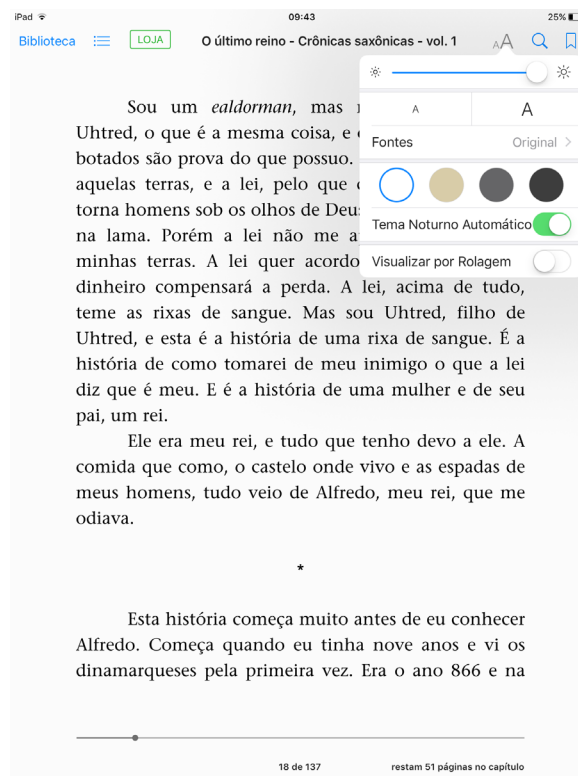 iPad 09:43 25%
Biblioteca LOJA O último reino - Crônicas saxônicas - vol. 1 AA
Sou um ealdorman, mas
Uhtred, o que é a mesma coisa, e
botados são prova do que possuo.
aquelas terras, e a lei, pelo que
torna homens sob os olhos de Deu
na lama. Porém a lei não me
minhas terras. A lei quer acordo
dinheiro compensará a perda. A lei, acima de tudo,
teme as rixas de sangue. Mas sou Uhtred, filho de
Uhtred, e esta é a história de uma rixa de sangue. É a
história de como tomarei de meu inimigo o que a lei
diz que é meu. E é a história de uma mulher e de seu
pai, um rei.
Ele era meu rei, e tudo que tenho devo a ele. A
comida que como, o castelo onde vivo e as espadas de
meus homens, tudo veio de Alfredo, meu rei, que me
odiava.
*
Esta história começa muito antes de eu conhecer
Alfredo. Começa quando eu tinha nove anos e vi os
dinamarqueses pela primeira vez. Era o ano 866 e na
A A
Fontes Original >
Tema Noturno Automático
Visualizar por Rolagem
18 de 137 restam 51 páginas no capítulo